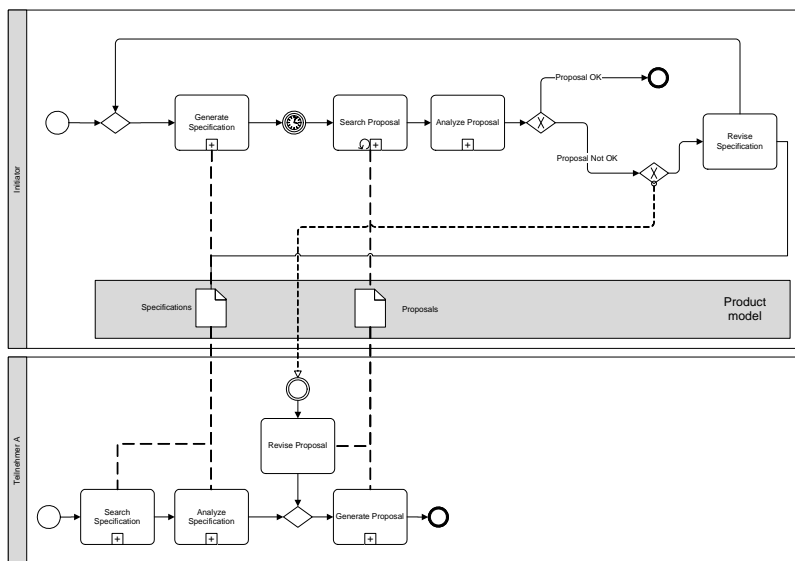 Initiator
Generate
Specification
Search Proposal
Analyze Proposal
Proposal OK
Proposal Not OK
Revise
Specification
Specifications
Proposals
Product
model
Teilnehmer A
Revise Proposal
Search
Specification
Analyze
Specification
Generate Proposal